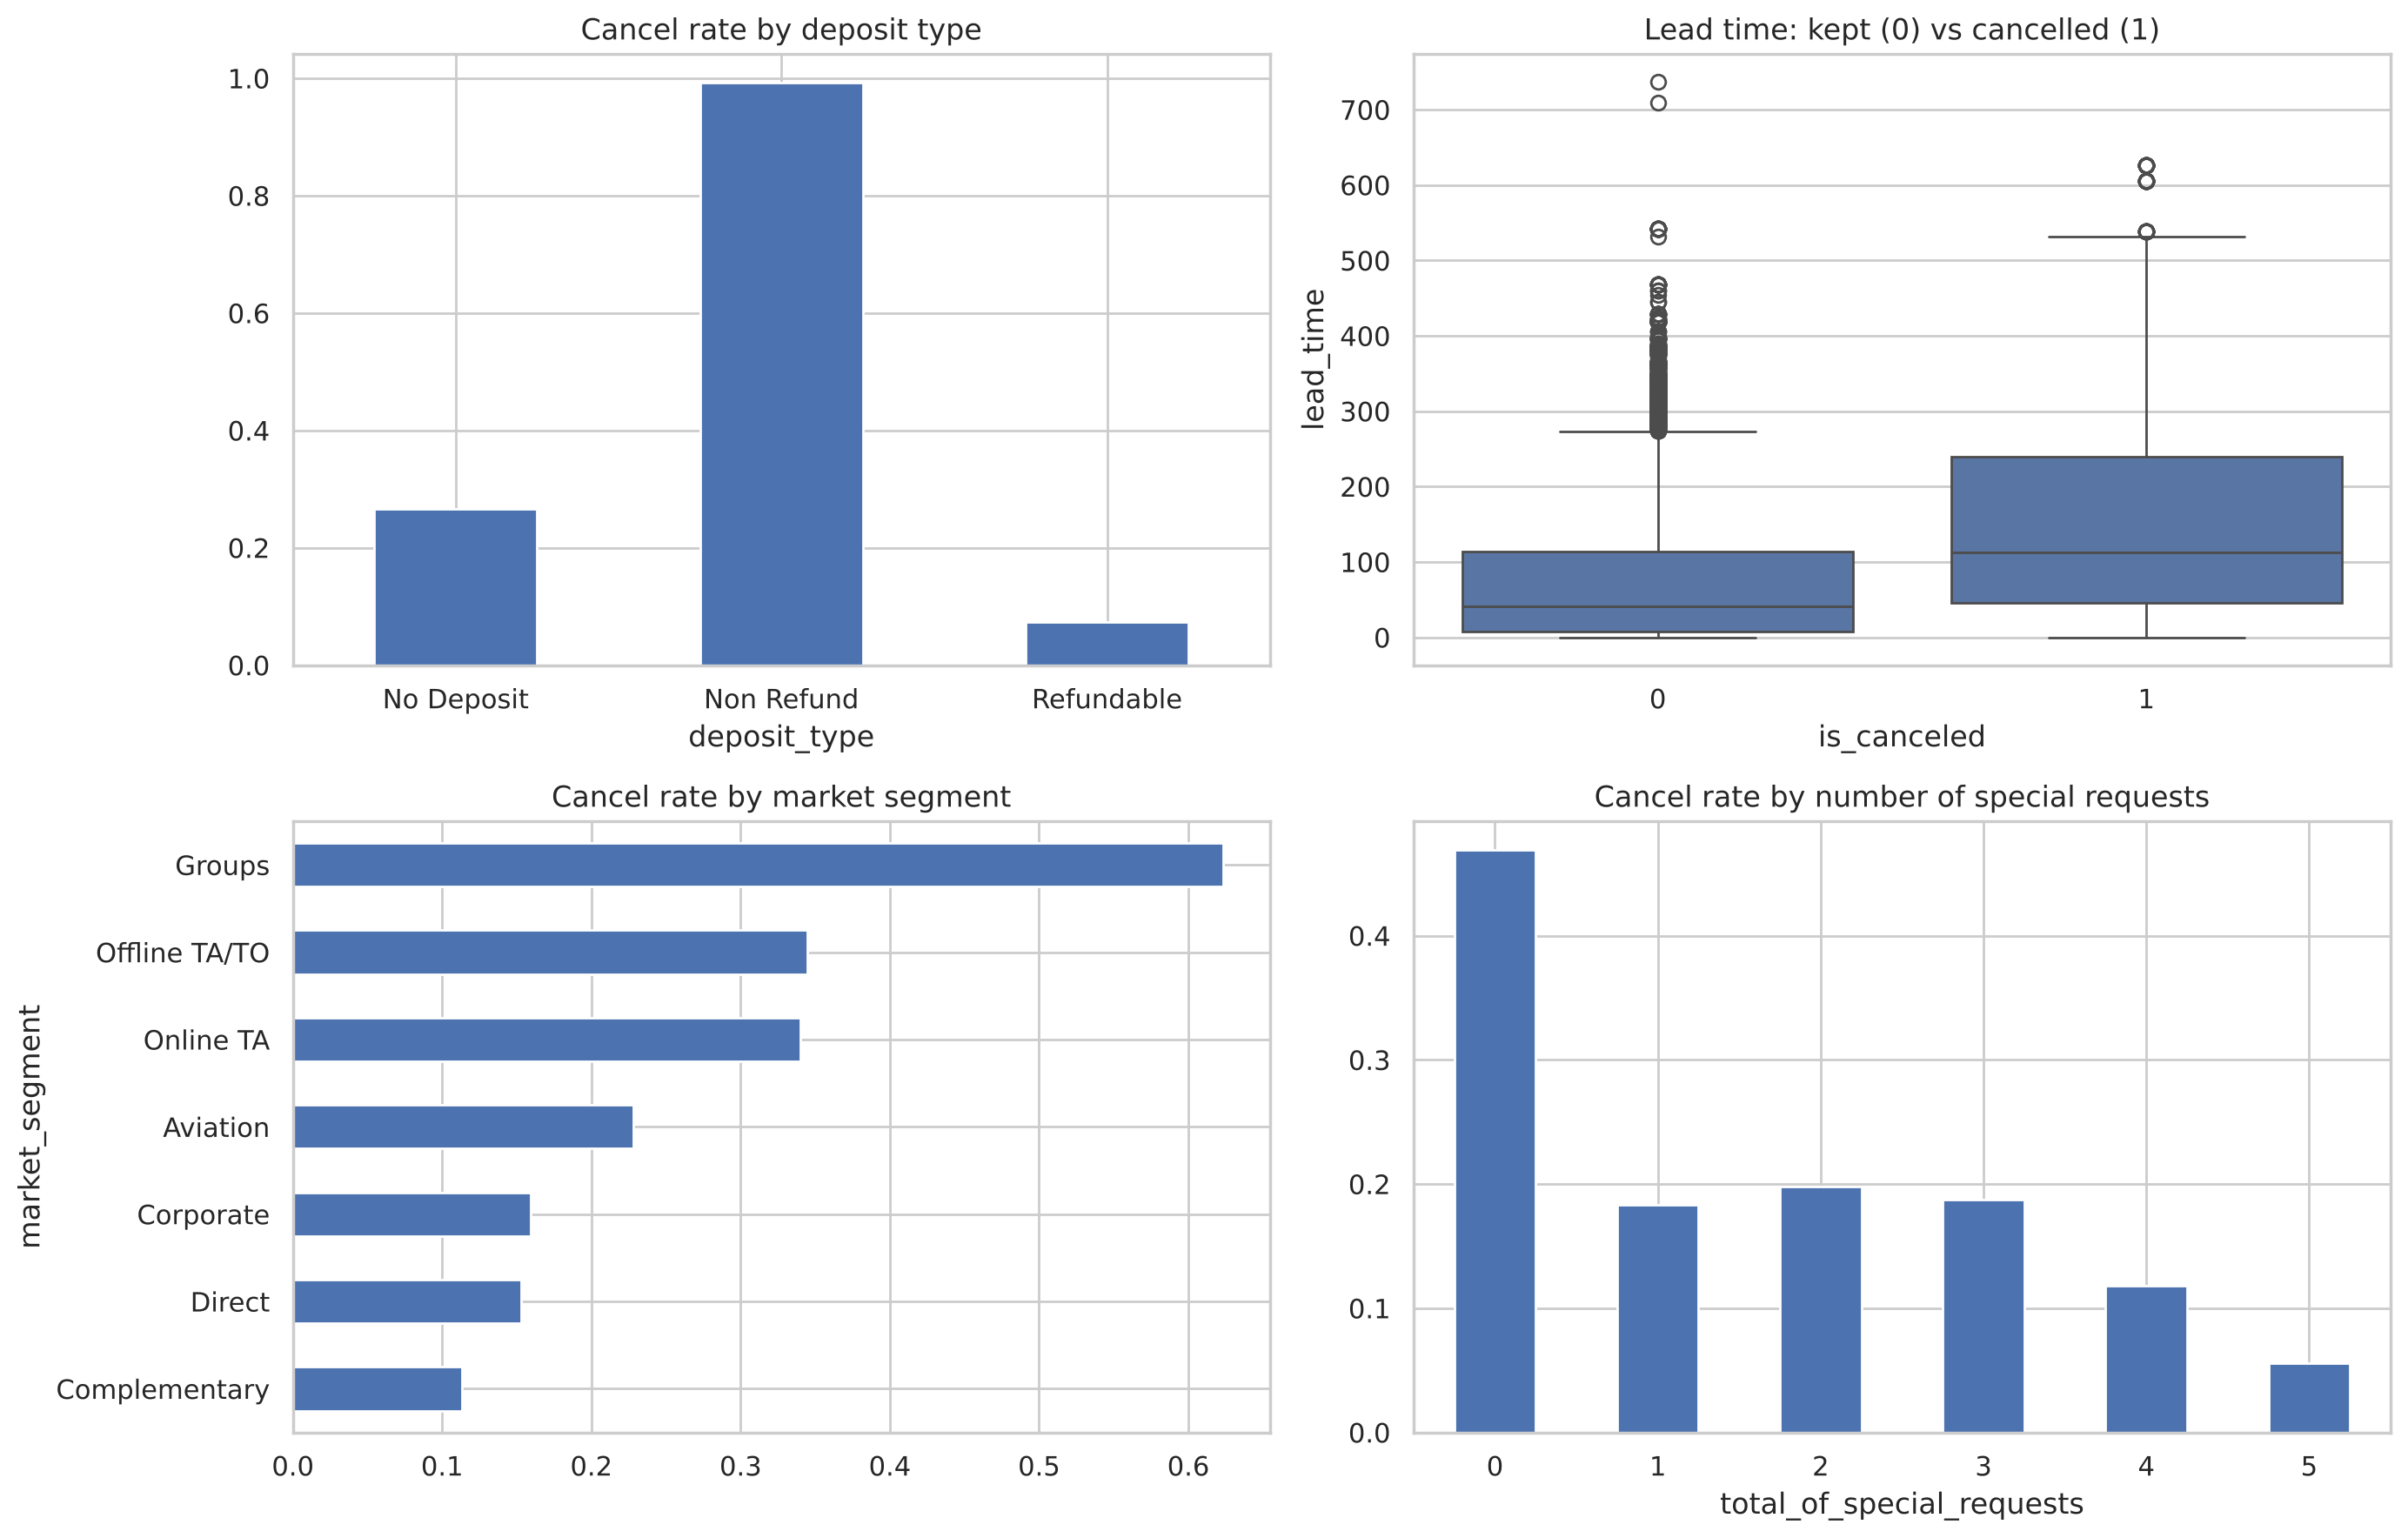 Cancel rate by deposit type
1.0
0.8
0.6
0.4
0.2
0.0
No Deposit Non Refund Refundable
deposit_type
Lead time: kept (0) vs cancelled (1)
lead_time
700
600
500
400
300
200
100
0
0 1
is_canceled
Cancel rate by market segment
market_segment
Groups
Offline TA/TO
Online TA
Aviation
Corporate
Direct
Complementary
0.0 0.1 0.2 0.3 0.4 0.5 0.6
Cancel rate by number of special requests
0.4
0.3
0.2
0.1
0.0
0 1 2 3 4 5
total_of_special_requests